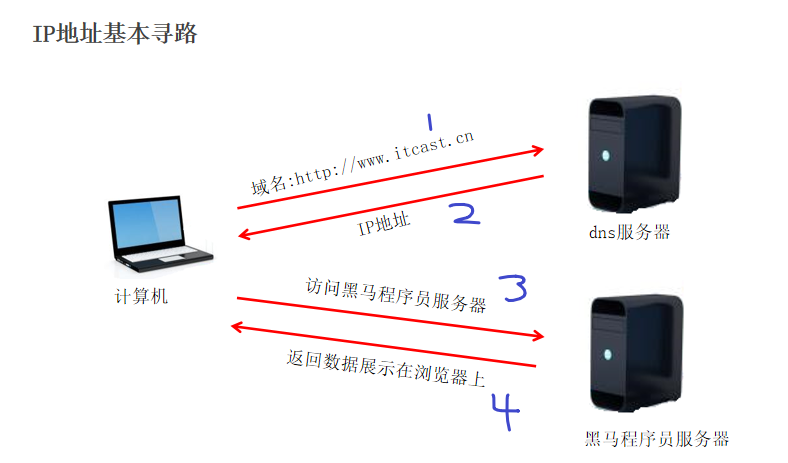 IP地址基本寻路
1
域名:http://www.itcast.cn
IP地址
2
dns服务器
计算机
访问黑马程序员服务器
3
返回数据展示在浏览器上
4
黑马程序员服务器